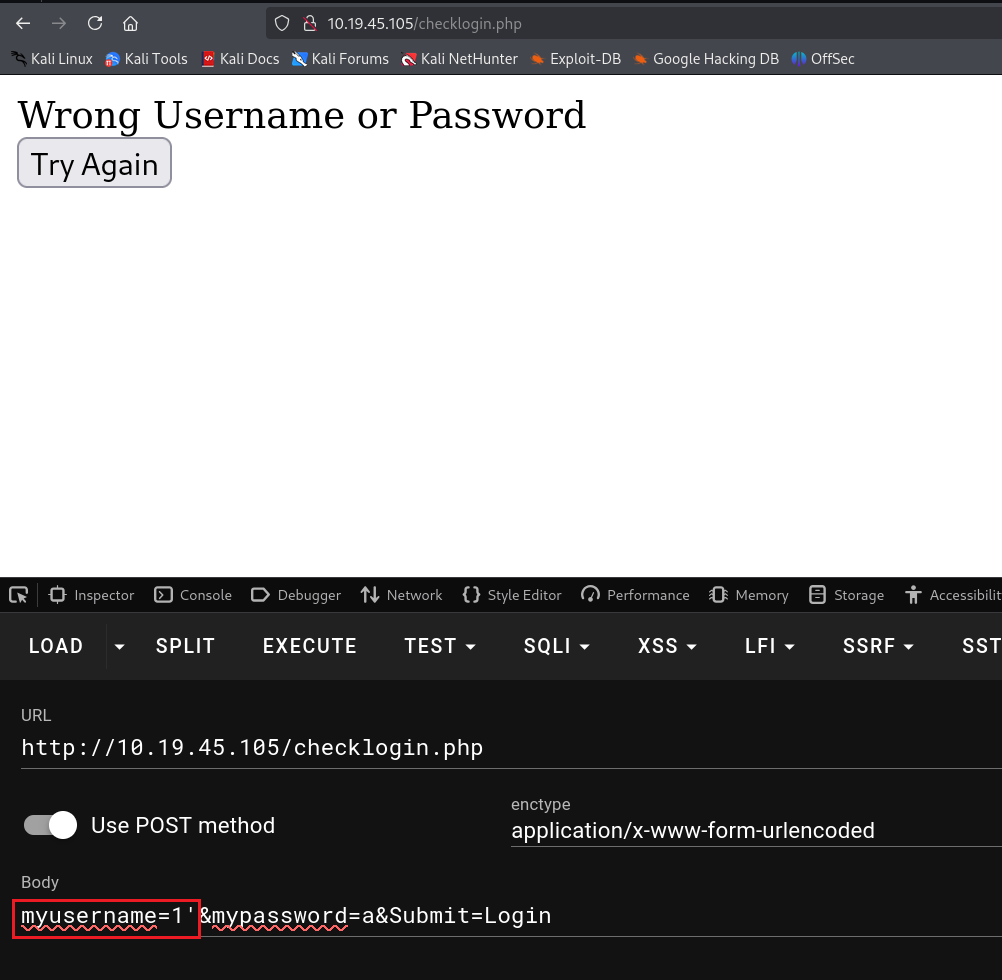 10.19.45.105/checklogin.php
Kali Linux Kali Tools Kali Docs Kali Forums Kali NetHunter Exploit-DB Google Hacking DB OffSec
Wrong Username or Password
Try Again
Inspector Console Debugger Network Style Editor Performance Memory Storage Accessibilit
LOAD SPLIT EXECUTE TEST SQLI XSS LFI SSRF SST
URL
http://10.19.45.105/checklogin.php
Use POST method
enctype
application/x-www-form-urlencoded
Body
myusername=1'&mypassword=a&Submit=Login